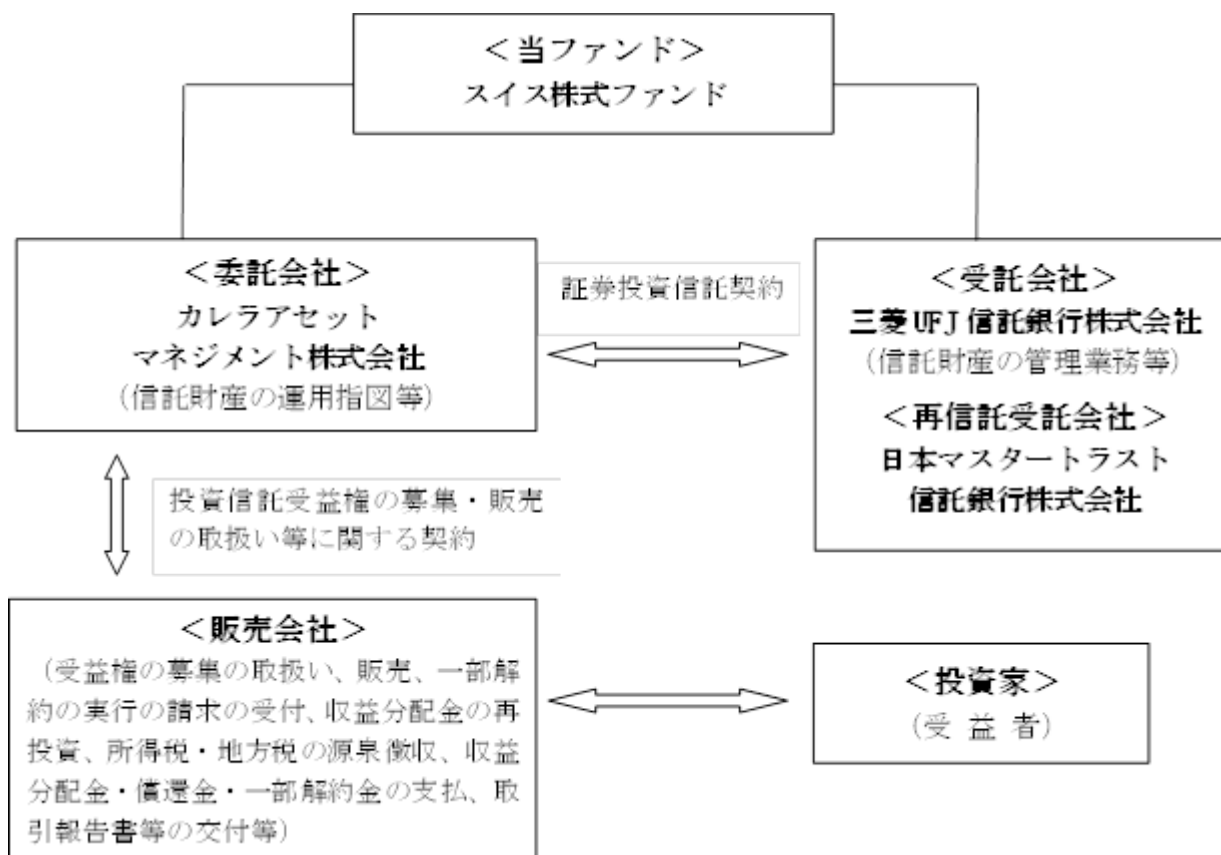 ＜当ファンド＞
スイス株式ファンド
＜委託会社＞
カレラアセット
マネジメント株式会社
（信託財産の運用指図等）
証券投資信託契約
＜受託会社＞
三菱UFJ信託銀行株式会社
（信託財産の管理業務等）
＜再信託受託会社＞
日本マスタートラスト
信託銀行株式会社
投資信託受益権の募集・販売
の取扱い等に関する契約
＜販売会社＞
（受益権の募集の取扱い、販売、一部解
約の実行の請求の受付、収益分配金の再
投資、所得税・地方税の源泉徴収、収益
分配金・償還金・一部解約金の支払、取
引報告書等の交付等）
＜投資家＞
（受 益 者）